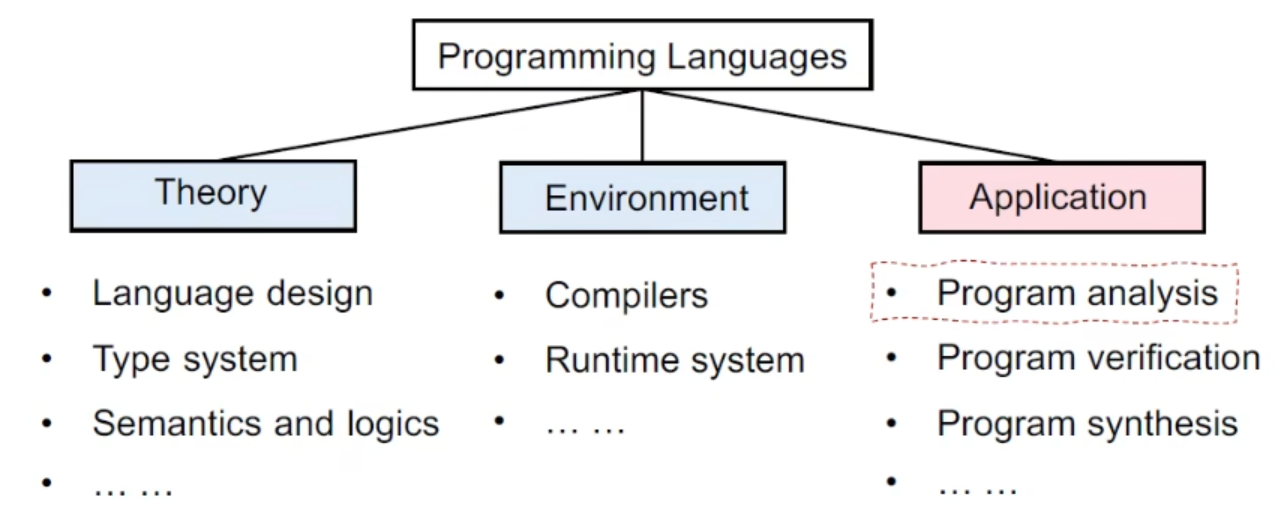 Programming Languages
Theory
• Language design
• Type system
• Semantics and logics
• ... ...
Environment
• Compilers
• Runtime system
• ... ...
Application
• Program analysis
• Program verification
• Program synthesis
• ... ...